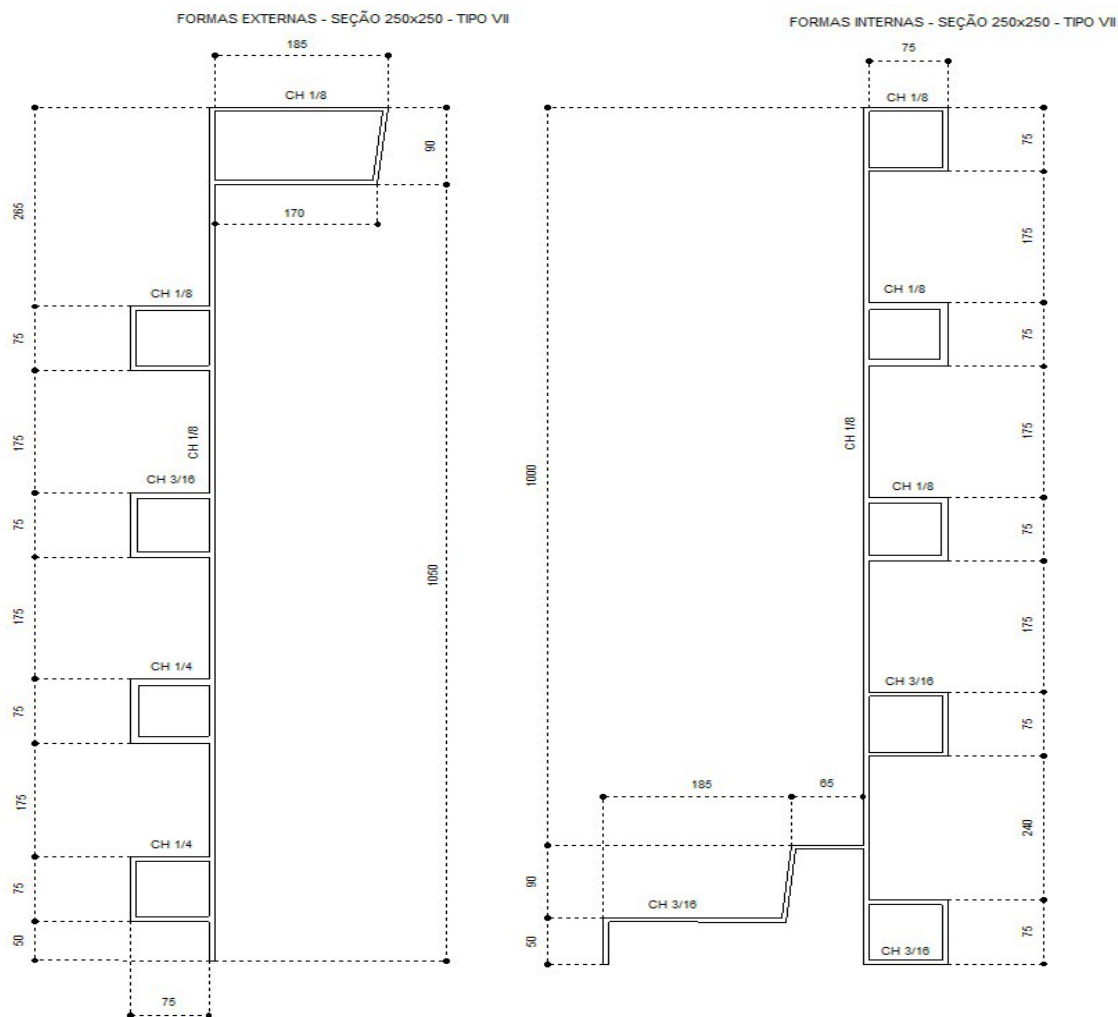 FORMAS EXTERNAS - SEÇÃO 250x250 - TIPO VII
185
CH 1/8
90
265
170
CH 1/8
75
CH 1/8
175
CH 3/16
75
1050
175
CH 1/4
75
175
CH 1/4
75
50
75
FORMAS INTERNAS - SEÇÃO 250x250 - TIPO VII
75
CH 1/8
75
175
CH 1/8
75
CH 1/8
175
1000
CH 1/8
75
175
CH 3/16
75
185
65
240
90
CH 3/16
50
CH 3/16
75